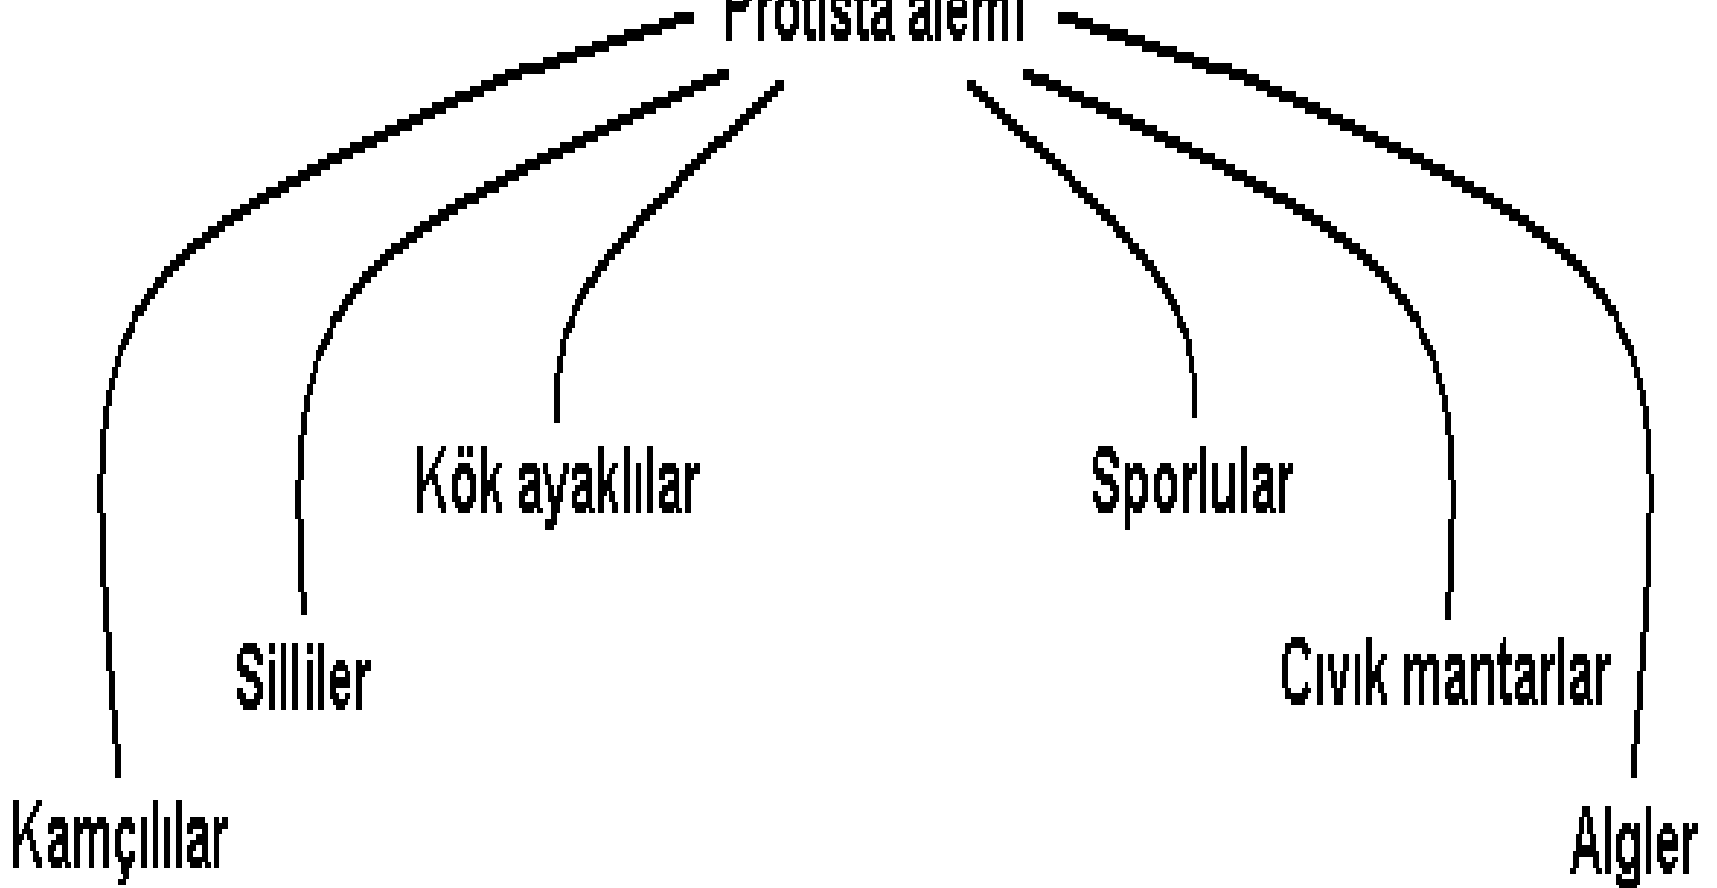 Protista alemi
Kök ayaklılar
Sporlular
Silliler
Cıvık mantarlar
Kamçılılar
Algler